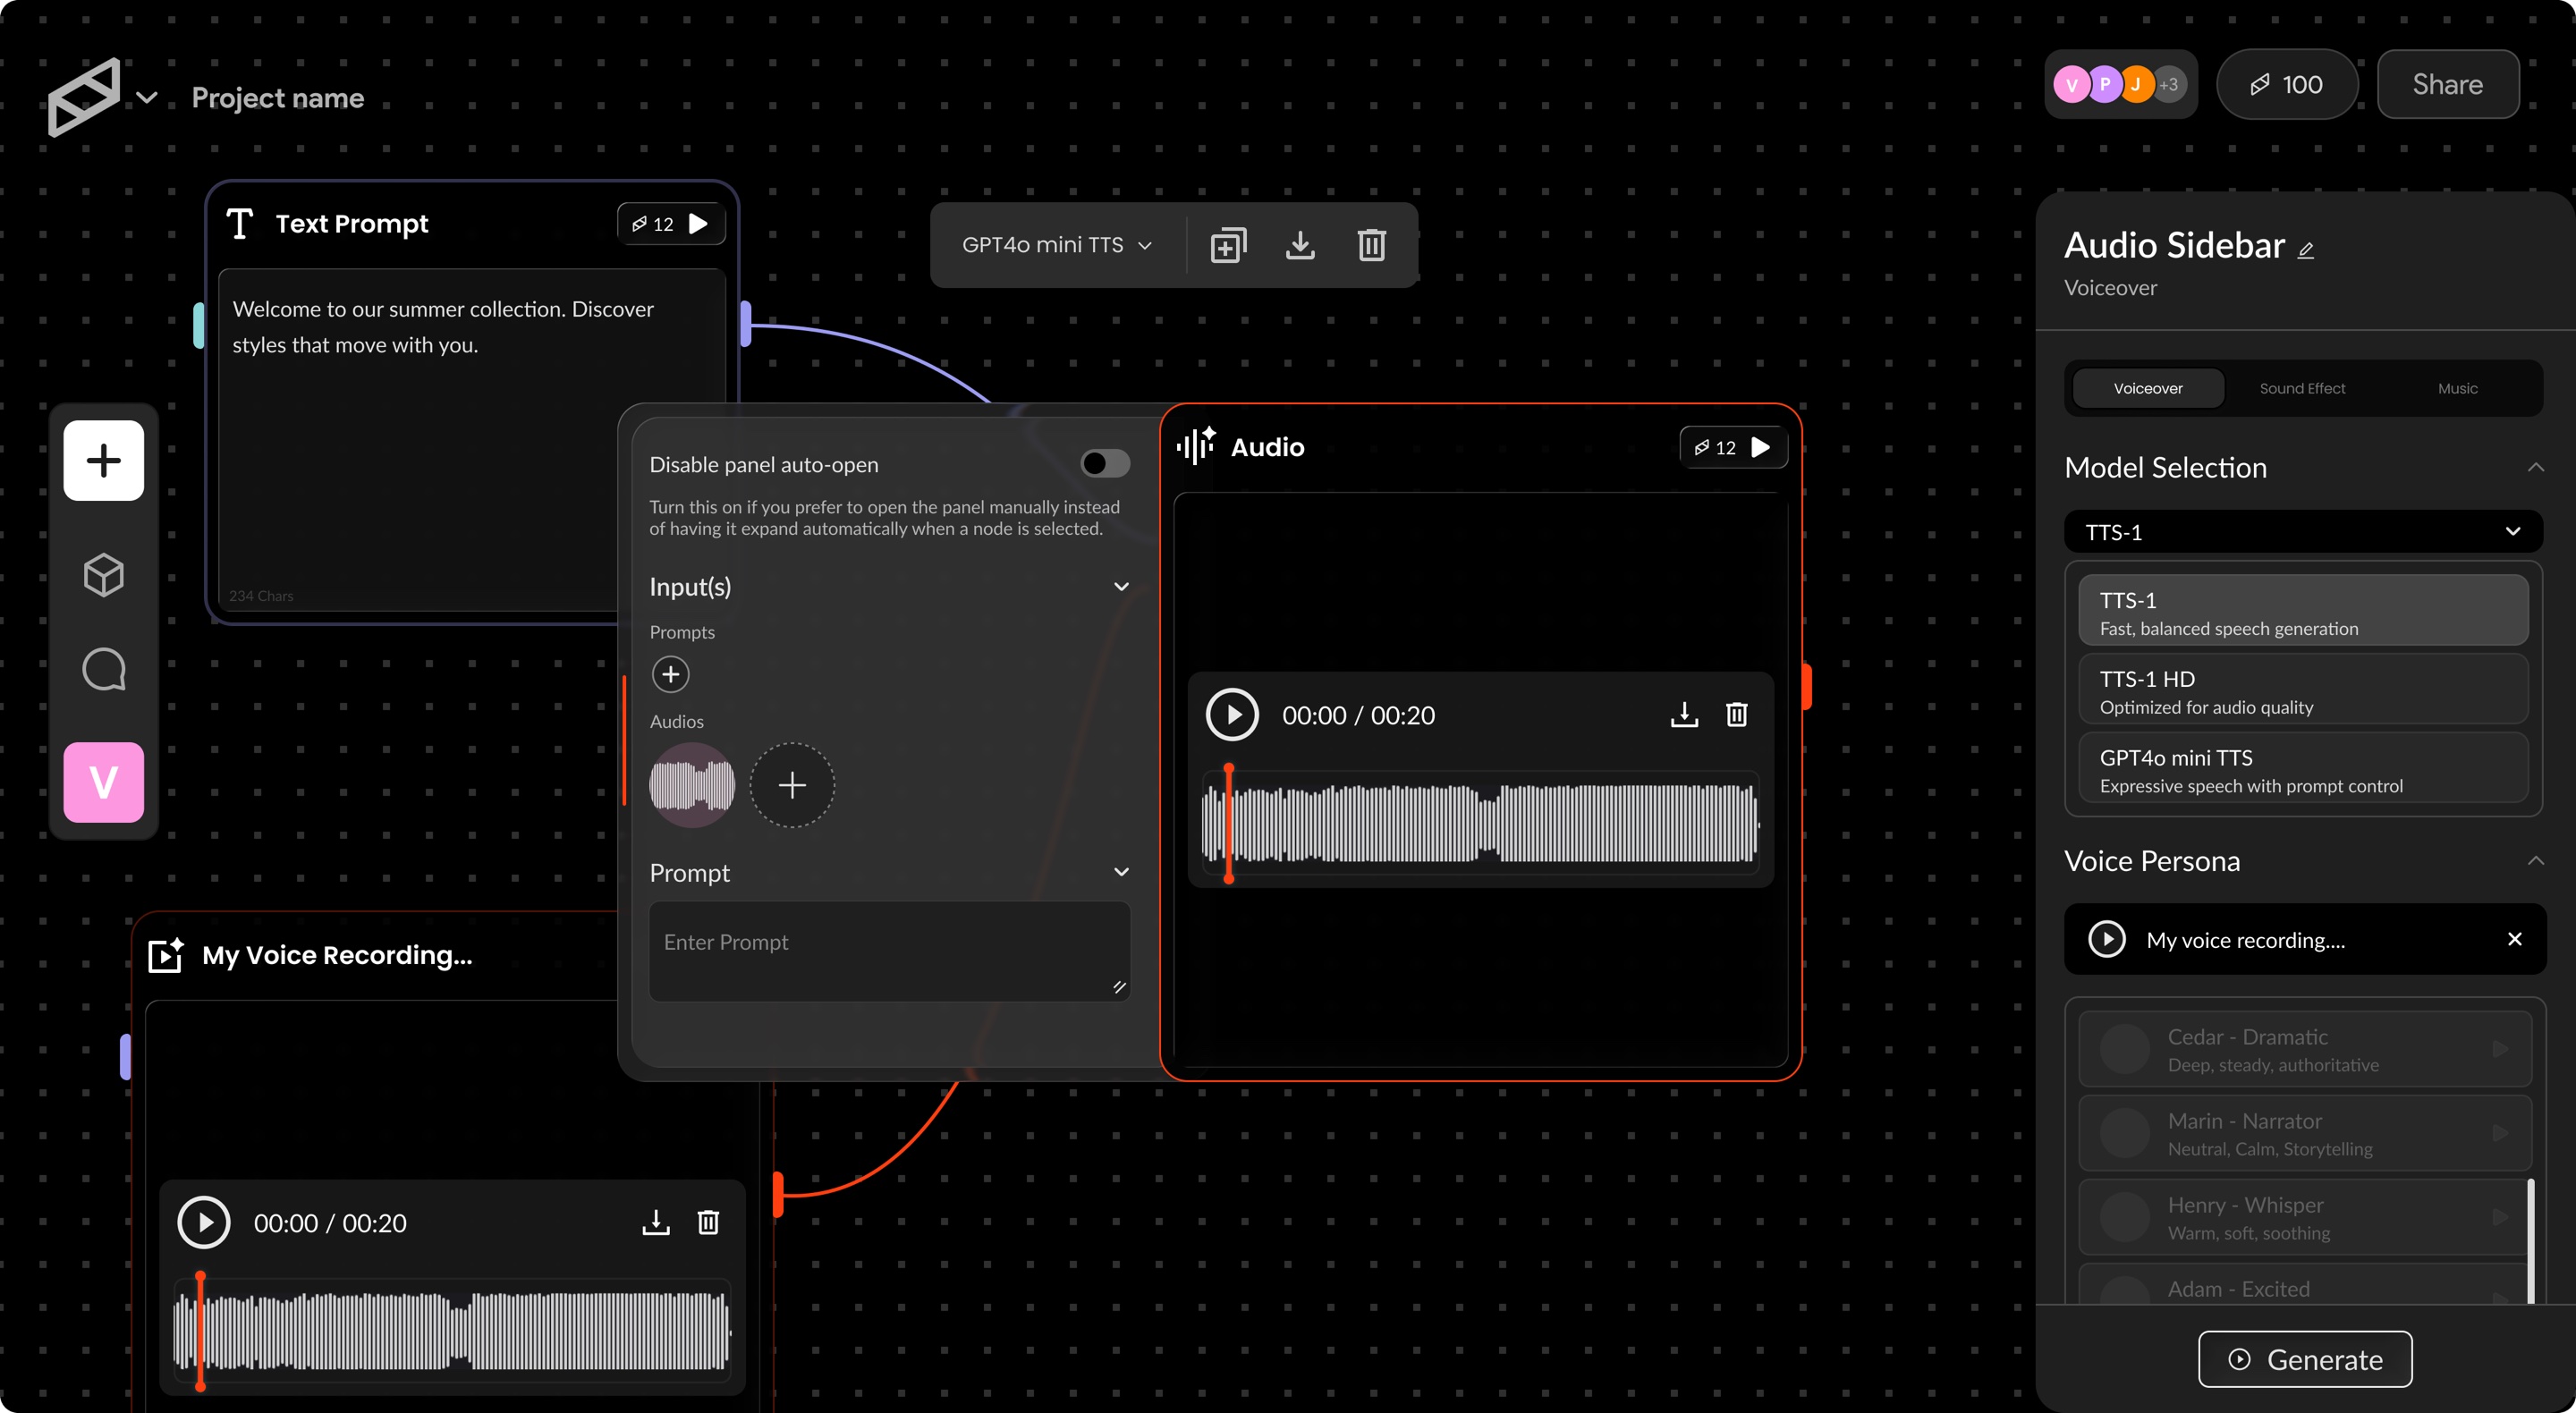 Project name
V
P
J
+3
100
Share
Text Prompt
12
Welcome to our summer collection. Discover
styles that move with you.
234 Chars
GPT4o mini TTS
V
Disable panel auto-open
Turn this on if you prefer to open the panel manually instead
of having it expand automatically when a node is selected.
Input(s)
Prompts
Audios
Prompt
Enter Prompt
Audio
12
00:00 / 00:20
My Voice Recording...
00:00 / 00:20
Audio Sidebar
Voiceover
Voiceover
Sound Effect
Music
Model Selection
TTS-1
TTS-1
Fast, balanced speech generation
TTS-1 HD
Optimized for audio quality
GPT4o mini TTS
Expressive speech with prompt control
Voice Persona
My voice recording....
Cedar - Dramatic
Deep, steady, authoritative
Marin - Narrator
Neutral, Calm, Storytelling
Henry - Whisper
Warm, soft, soothing
Adam - Excited
Generate